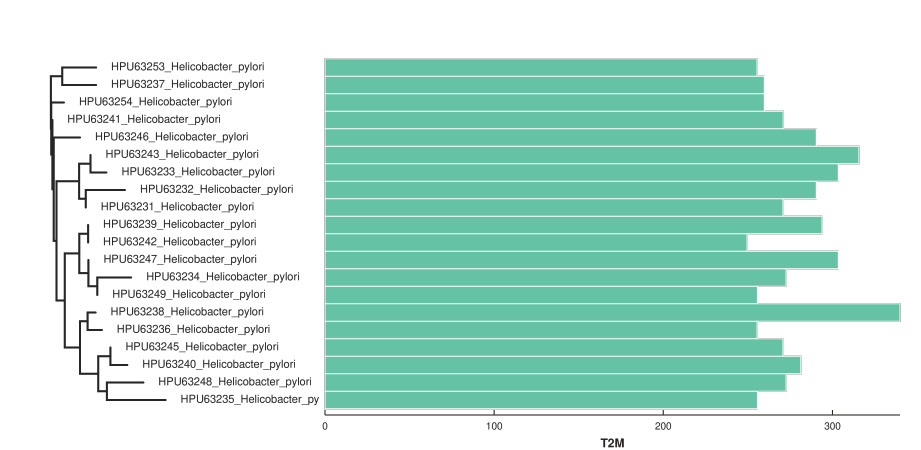 HPU63253_Helicobacter_pylori
HPU63237_Helicobacter_pylori
HPU63254_Helicobacter_pylori
HPU63241_Helicobacter_pylori
HPU63246_Helicobacter_pylori
HPU63243_Helicobacter_pylori
HPU63233_Helicobacter_pylori
HPU63232_Helicobacter_pylori
HPU63231_Helicobacter_pylori
HPU63239_Helicobacter_pylori
HPU63242_Helicobacter_pylori
HPU63247_Helicobacter_pylori
HPU63234_Helicobacter_pylori
HPU63249_Helicobacter_pylori
HPU63238_Helicobacter_pylori
HPU63236_Helicobacter_pylori
HPU63245_Helicobacter_pylori
HPU63240_Helicobacter_pylori
HPU63248_Helicobacter_pylori
HPU63235_Helicobacter_py
0 100 200 300
T2M